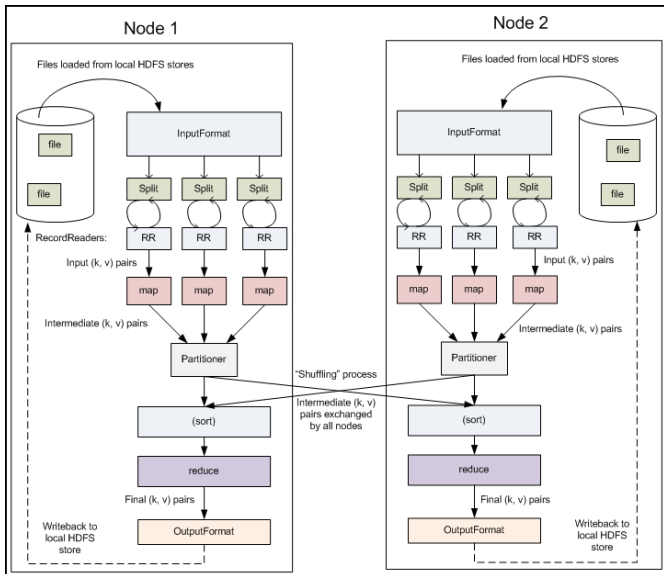 Node 1
Node 2
Files loaded from local HDFS stores
Files loaded from local HDFS stores
InputFormat
InputFormat
file
file
file
file
Split
Split
Split
Split
Split
Split
RecordReaders:
RR
RR
RR
RR
RR
RR
Input (k, v) pairs
Input (k, v) pairs
map
map
map
map
map
map
Intermediate (k, v) pairs
Intermediate (k, v)
pairs
Partitioner
Partitioner
"Shuffling" process
Intermediate (k, v)
pairs exchanged
by all nodes
(sort)
(sort)
reduce
reduce
Final (k, v) pairs
Final (k, v) pairs
Writeback to
local HDFS
store
OutputFormat
OutputFormat
Writeback to
local HDFS
store